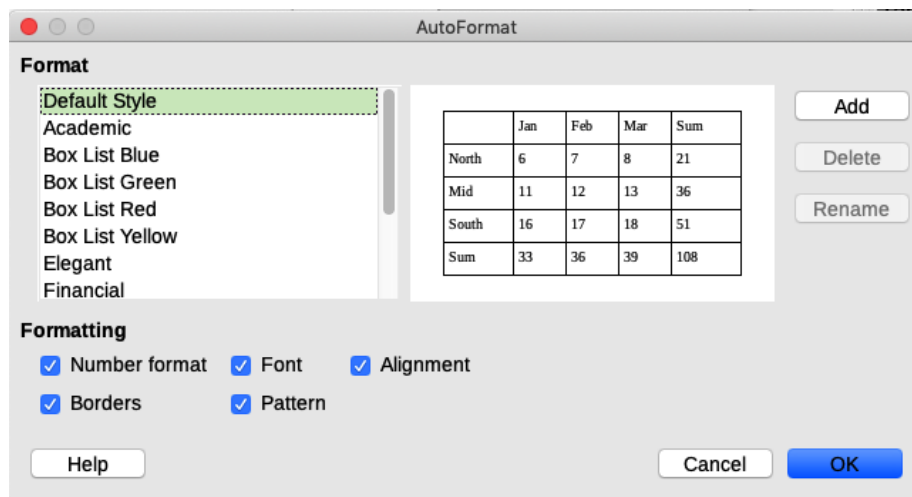 AutoFormat
Format
Default Style
Academic
Box List Blue
Box List Green
Box List Red
Box List Yellow
Elegant
Financial
Jan Feb Mar Sum
North 6 7 8 21
Mid 11 12 13 36
South 16 17 18 51
Sum 33 36 39 108
Add
Delete
Rename
Formatting
Number format Font Alignment
Borders Pattern
Help Cancel OK